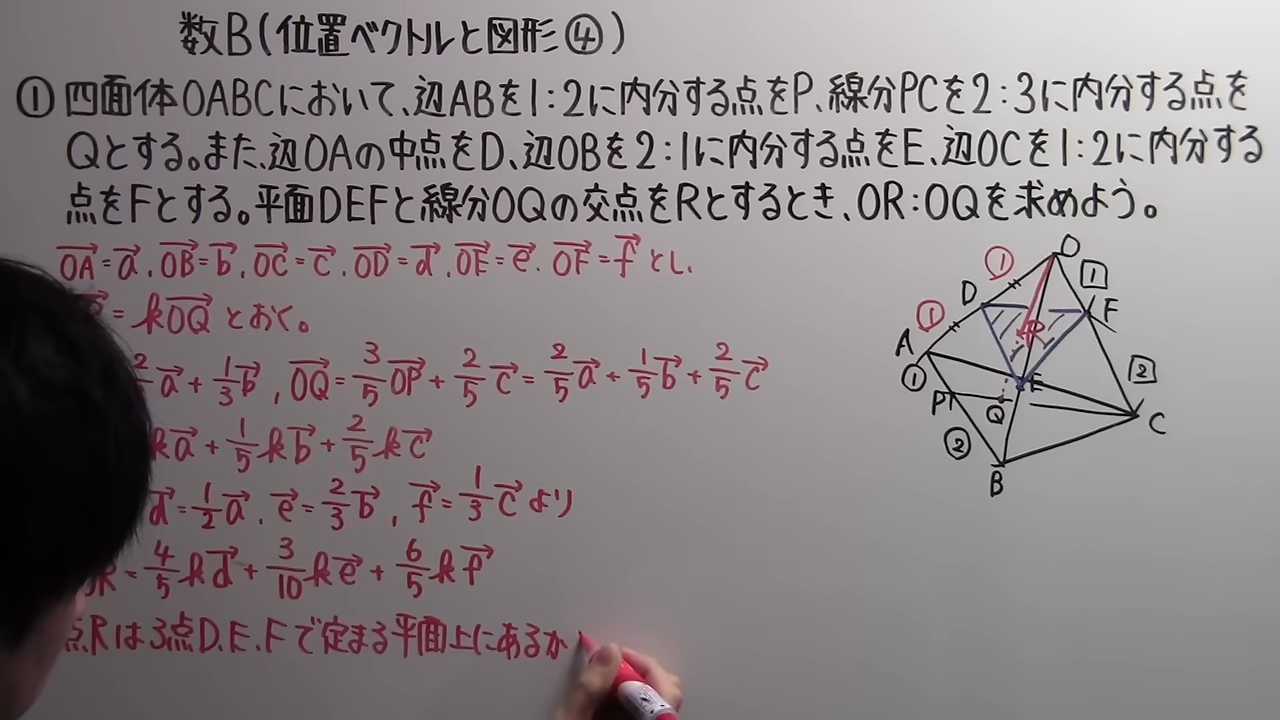 数B(位置ベクトルと図形④)
① 四面体OABCにおいて、辺ABを1:2に内分する点をP、線分PCを2:3に内分する点を
Qとする。また、辺OAの中点をD、辺OBを2:1に内分する点をE、辺OCを1:2に内分する
点をFとする。平面DEFと線分OQの交点をRとするとき、OR:OQを求めよう。
→OA=→a, →OB=→b, →OC=→c, →OD=→d, →OE=→e, →OF=→f とし、
=k→OQ とおく。
2/3→a+1/3→b, →OQ=3/5→OP+2/5→c=2/5→a+1/5→b+2/5→c
k→a+1/5k→b+2/5k→c
→d=1/2→a, →e=2/3→b, →f=1/3→c より
R=4/5k→d+3/10k→e+6/5k→f
点Rは3点D,E,Fで定まる平面上にあるか
O
① 1
D F
① R
A
① E 2
P Q
C
②
B